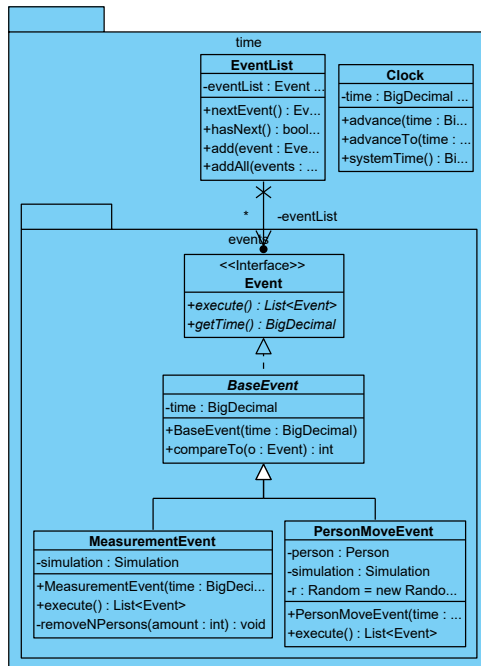 time
EventList
-eventList : Event ...
+nextEvent() : Ev...
+hasNext() : bool...
+add(event : Eve...
+addAll(events : ...
Clock
-time : BigDecimal ...
+advance(time : Bi...
+advanceTo(time : ...
+systemTime() : Bi...
*
-eventList
events
<<Interface>>
Event
+execute() : List<Event>
+getTime() : BigDecimal
BaseEvent
-time : BigDecimal
+BaseEvent(time : BigDecimal)
+compareTo(o : Event) : int
MeasurementEvent
-simulation : Simulation
+MeasurementEvent(time : BigDeci...
+execute() : List<Event>
-removeNPersons(amount : int) : void
PersonMoveEvent
-person : Person
-simulation : Simulation
-r : Random = new Rando...
+PersonMoveEvent(time : ...
+execute() : List<Event>